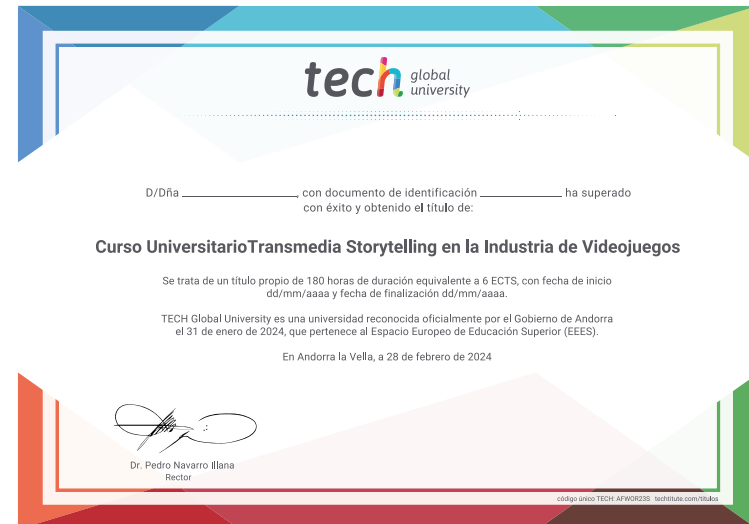 tech global university
D/Dña ____________________, con documento de identificación ______________ ha superado
con éxito y obtenido el título de:
Curso UniversitarioTransmedia Storytelling en la Industria de Videojuegos
Se trata de un título propio de 180 horas de duración equivalente a 6 ECTS, con fecha de inicio
dd/mm/aaaa y fecha de finalización dd/mm/aaaa.
TECH Global University es una universidad reconocida oficialmente por el Gobierno de Andorra
el 31 de enero de 2024, que pertenece al Espacio Europeo de Educación Superior (EEES).
En Andorra la Vella, a 28 de febrero de 2024
Dr. Pedro Navarro Illana
Rector
código único TECH: AFWOR23S techtitute.com/titulos